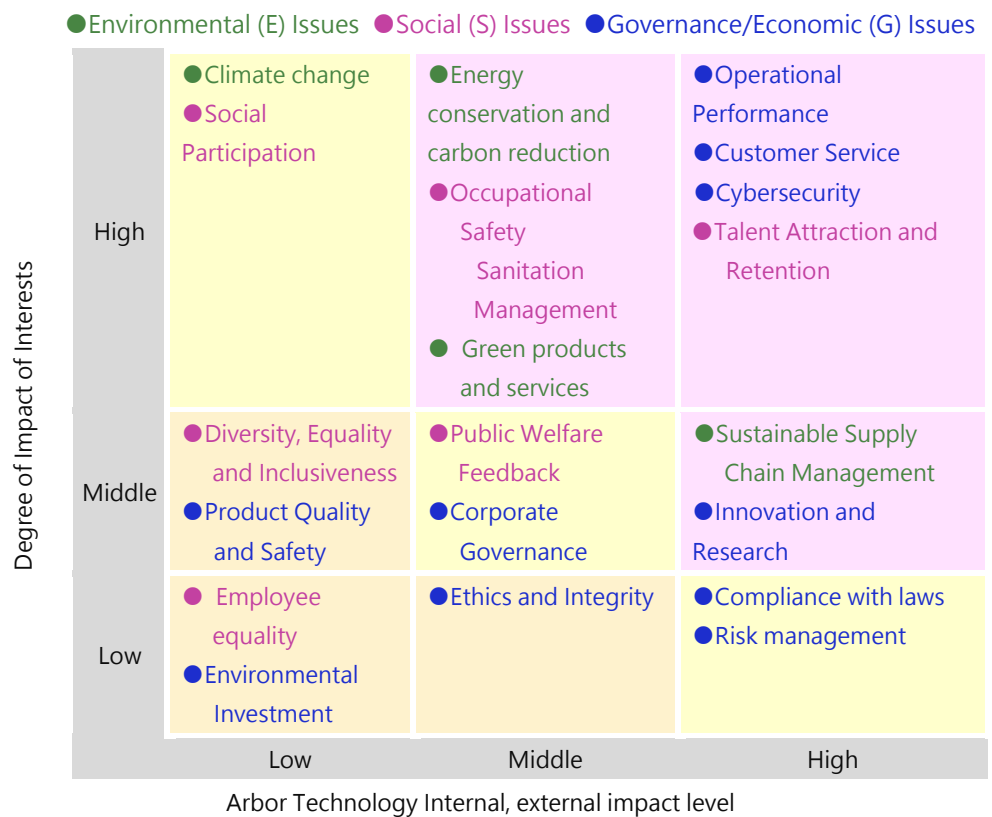 ●Environmental (E) Issues ●Social (S) Issues ●Governance/Economic (G) Issues
Degree of Impact of Interests
High
●Climate change
●Social
Participation
●Energy
conservation and
carbon reduction
●Occupational
Safety
Sanitation
Management
● Green products
and services
●Operational
Performance
●Customer Service
●Cybersecurity
●Talent Attraction and
Retention
Middle
●Diversity, Equality
and Inclusiveness
●Product Quality
and Safety
●Public Welfare
Feedback
●Corporate
Governance
●Sustainable Supply
Chain Management
●Innovation and
Research
Low
● Employee
equality
●Environmental
Investment
●Ethics and Integrity
●Compliance with laws
●Risk management
Low
Middle
High
Arbor Technology Internal, external impact level